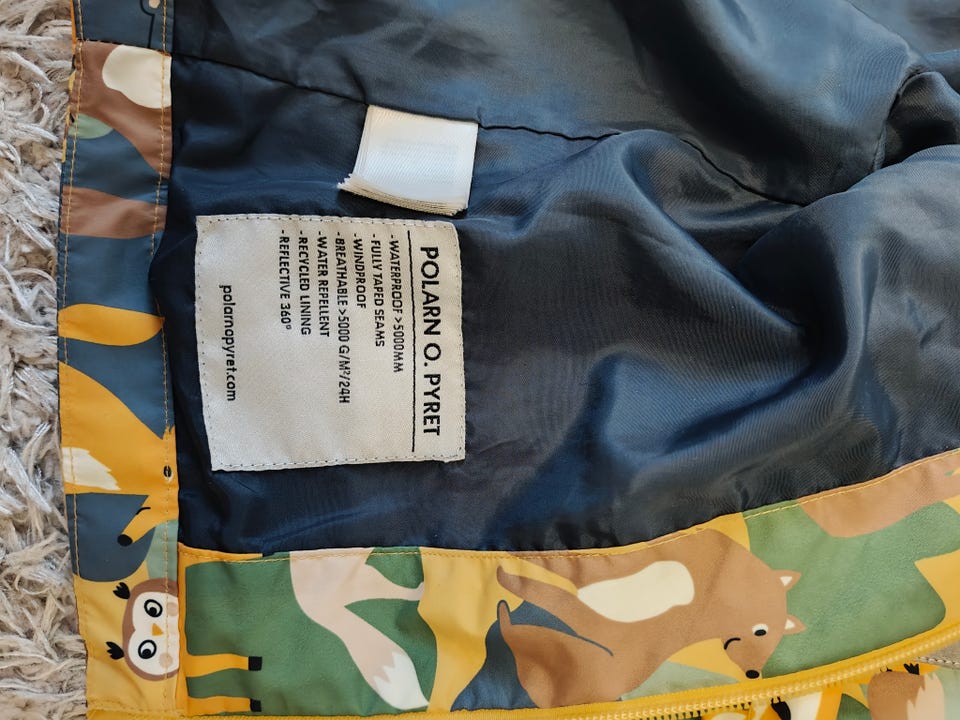 POLARN O. PYRET
-WATERPROOF >5000MM
-FULLY TAPED SEAMS
-WINDPROOF
-BREATHABLE >5000 G/M²/24H
-WATER REPELLENT
-RECYCLED LINING
-REFLECTIVE 360°
polarnopyret.com